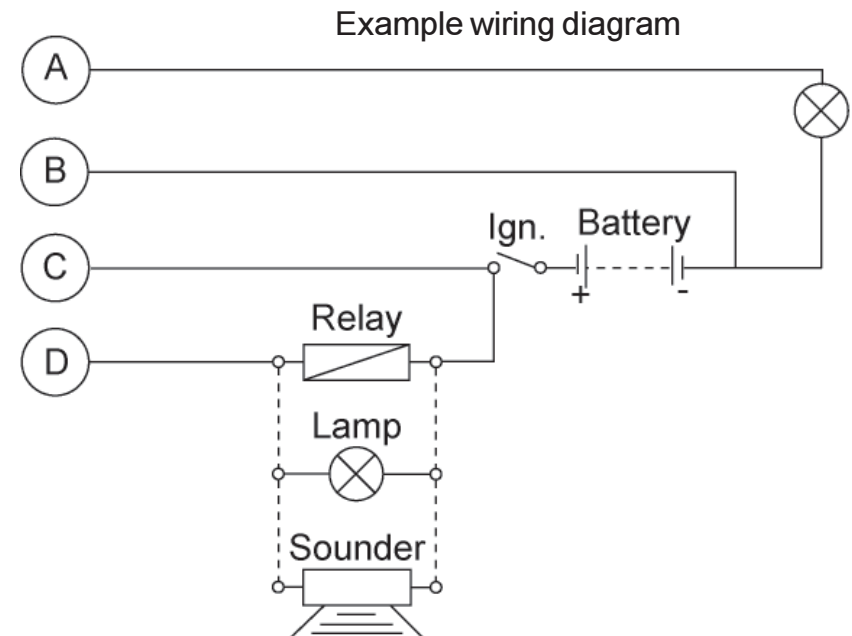 Example wiring diagram
A
B
Ign. Battery
C
+ -
Relay
D
Lamp
Sounder